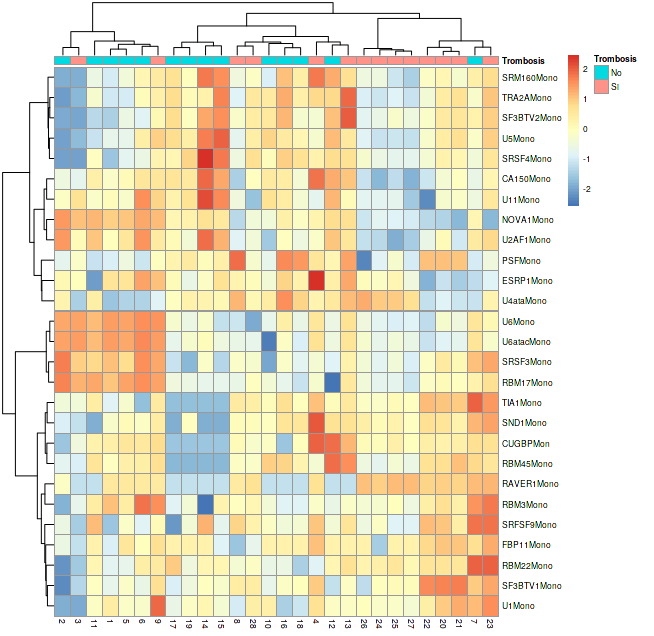 Trombosis
SRM160Mono
TRA2AMono
SF3BTV2Mono
U5Mono
SRSF4Mono
CA150Mono
U11Mono
NOVA1Mono
U2AF1Mono
PSFMono
ESRP1Mono
U4ataMono
U6Mono
U6atacMono
SRSF3Mono
RBM17Mono
TIA1Mono
SND1Mono
CUGBPMon
RBM45Mono
RAVER1Mono
RBM3Mono
SRFSF9Mono
FBP11Mono
RBM22Mono
SF3BTV1Mono
U1Mono
2 3 11 1 5 6 9 17 19 14 15 8 28 10 16 18 4 12 13 26 24 25 27 22 20 21 7 23
2
1
0
-1
-2
Trombosis
No
SI